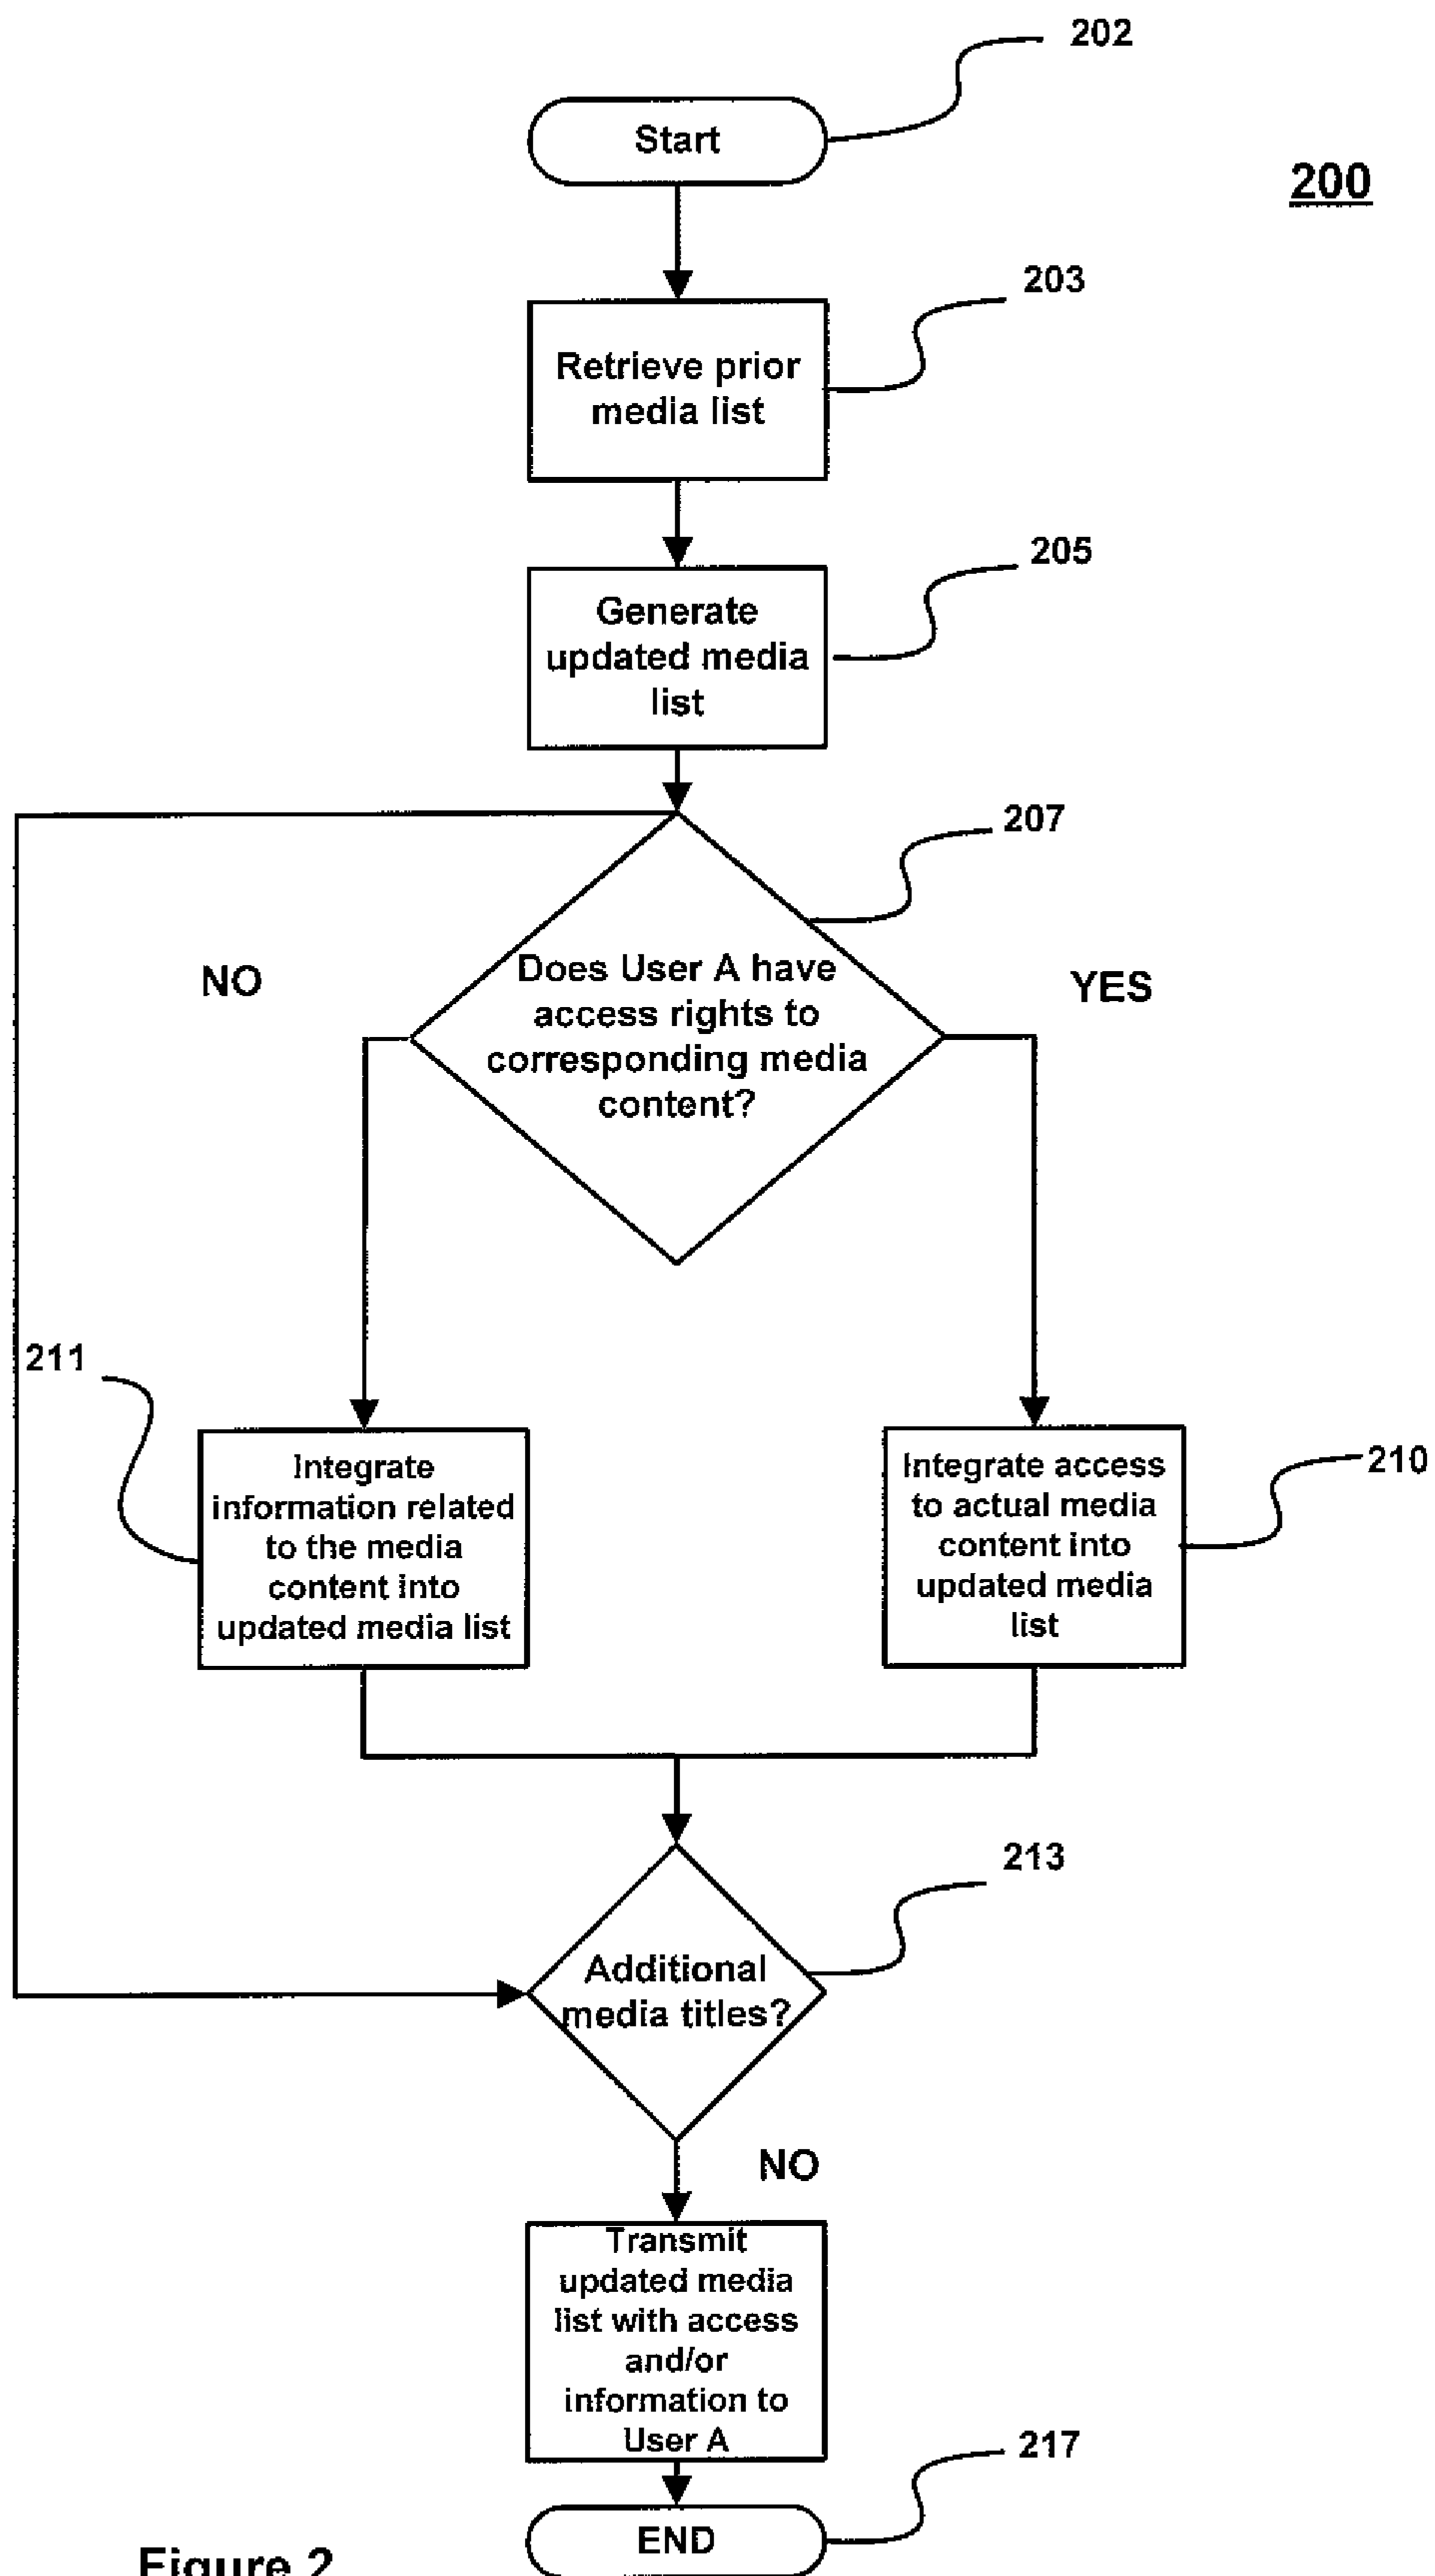 202
Start
200
203
Retrieve prior
media list
205
Generate
updated media
list
207
NO
YES
Does User A have
access rights to
corresponding media
content?
211
210
Integrate
information related
to the media
content into
updated media list
Integrate access
to actual media
content into
updated media
list
213
Additional
media titles?
NO
Transmit
updated media
list with access
and/or
information to
User A
217
END
Figure 2